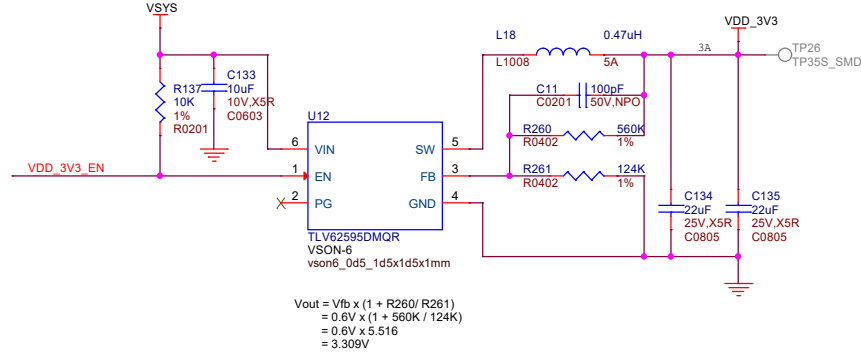 VSYS
VDD_3V3
L18
0.47uH
3A
TP26
TP35S_SMD
L1008
5A
R137
10K
1%
R0201
C133
10uF
10V,X5R
C0603
C11
100pF
C0201
50V,NPO
U12
R260
560K
R0402
1%
6
VIN
SW
5
VDD_3V3_EN
1
EN
FB
3
R261
124K
R0402
1%
2
PG
GND
4
C134
22uF
25V,X5R
C0805
C135
22uF
25V,X5R
C0805
TLV62595DMQR
VSON-6
vson6_0d5_1d5x1d5x1mm
Vout = Vfb x (1 + R260/ R261)
= 0.6V x (1 + 560K / 124K)
= 0.6V x 5.516
= 3.309V